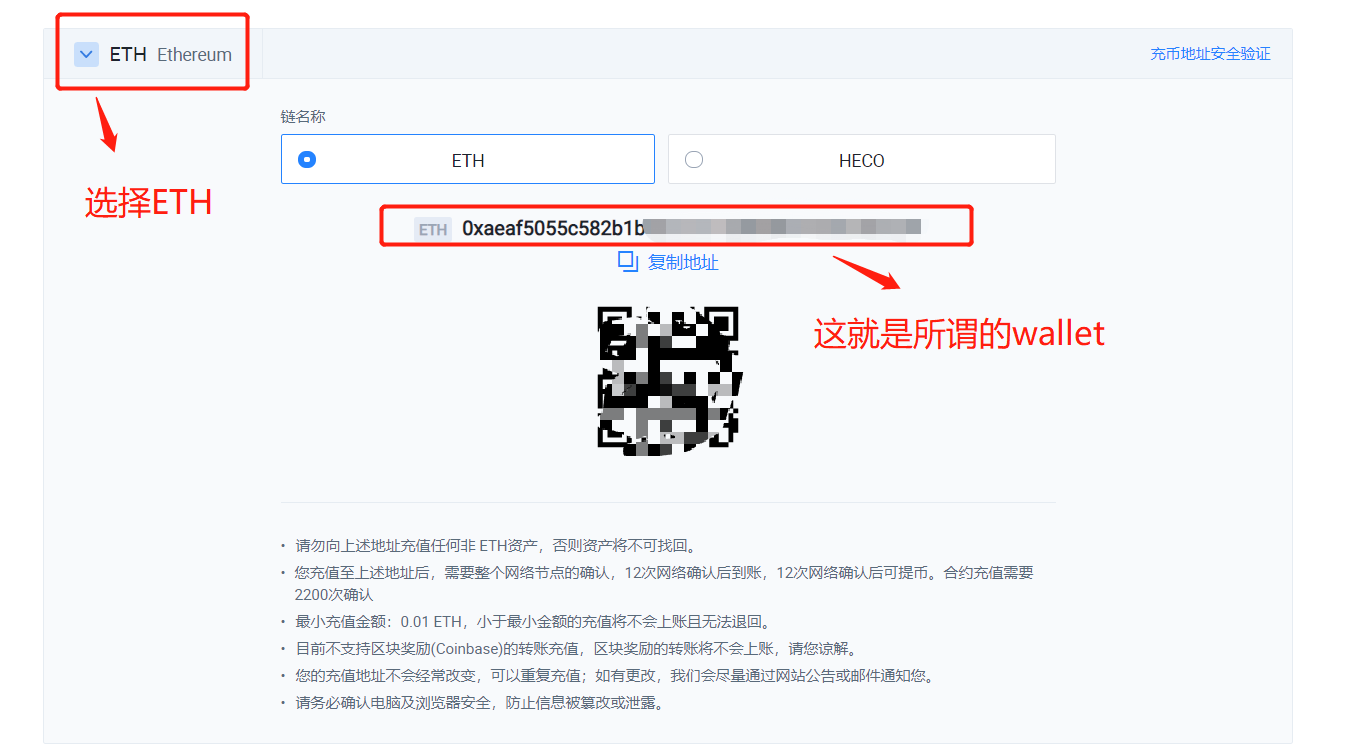 ETH Ethereum
充币地址安全验证
链名称
ETH
HECO
选择ETH
ETH 0xaeaf5055c582b1b
复制地址
这就是所谓的wallet
· 请勿向上述地址充值任何非 ETH资产，否则资产将不可找回。
· 您充值至上述地址后，需要整个网络节点的确认，12次网络确认后到账，12次网络确认后可提币。合约充值需要
2200次确认
· 最小充值金额：0.01 ETH，小于最小金额的充值将不会上账且无法退回。
· 目前不支持区块奖励(Coinbase)的转账充值，区块奖励的转账将不会上账，请您谅解。
· 您的充值地址不会经常改变，可以重复充值；如有更改，我们会尽量通过网站公告或邮件通知您。
· 请务必确认电脑及浏览器安全，防止信息被篡改或泄露。